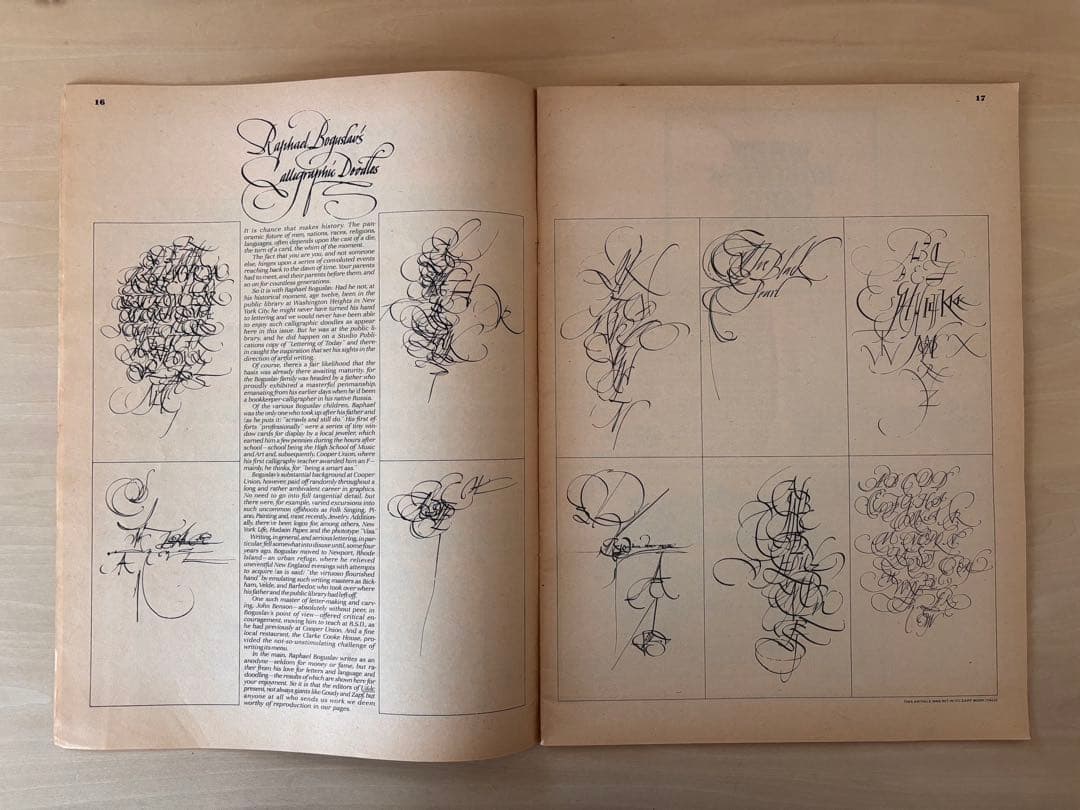 16
Raphael Boguslav's
Calligraphic Doodles
It is chance that makes history. The pan-
oramic future of men, nations, races, religions,
languages, often depends upon the cast of a die,
the turn of a card, the whim of the moment.
The fact that you are you, and not someone
else, hinges upon a series of convoluted events
reaching back to the dawn of time. Your parents
had to meet, and their parents before them, and
so on for countless generations.
So it is with Raphael Boguslav. Had he not, at
his historical moment, age twelve, been in the
public library at Washington Heights in New
York City, he might never have turned his hand
to lettering and we would never have been able
to enjoy such calligraphic doodles as appear
here in this issue. But he was at the public li-
brary, and he did happen on a Studio Publi-
cations copy of "Lettering of Today" and there-
in caught the inspiration that set his sights in the
direction of artful writing.
Of course, there's a fair likelihood that the
basis was already there awaiting maturity, for
the Boguslav family was headed by a father who
proudly exhibited a masterful penmanship,
emanating from his earlier days when he'd been
a bookkeeper-calligrapher in his native Russia.
Of the various Boguslav children, Raphael
was the only one who took up after his father and
(as he puts it) "scrawls and still do." His first ef-
forts "professionally" were a series of tiny win-
dow cards for display by a local jeweler, which
earned him a few pennies during the hours after
school—school being the High School of Music
and Art and, subsequently, Cooper Union, where
his first calligraphy teacher awarded him an F—
mainly, he thinks, for "being a smart ass."
Boguslav's substantial background at Cooper
Union, however, paid off randomly throughout a
long and rather ambivalent career in graphics.
No need to go into full tangential detail, but
there were, for example, varied excursions into
such uncommon offshoots as Folk Singing, Pi-
ano, Painting and, most recently, Jewelry. Addition-
ally, there've been logos for, among others, New
York Life, Hudson Paper, and the phototype "Visa."
Writing, in general, and serious lettering, in par-
ticular, fell somewhat into disuse until, some four
years ago, Boguslav moved to Newport, Rhode
Island—an urban refuge, where he relieved
uneventful New England evenings with attempts
to acquire (as is said) "the virtuoso flourished
hand" by emulating such writing masters as Bick-
ham, Velde, and Barbedor, who took over where
his father and the public library had left off.
One such master of letter-making and carv-
ing, John Benson—absolutely without peer, in
Boguslav's point of view—offered critical en-
couragement, moving him to teach at R.S.D., as
he had previously at Cooper Union. And a fine
local restaurant, the Clarke Cooke House, pro-
vided the not-so-unstimulating challenge of
writing its menu.
In the main, Raphael Boguslav writes as an
anodyne—seldom for money or fame, but ra-
ther from his love for letters and language and
doodling—the results of which are shown here for
your enjoyment. So it is that the editors of U&lc
present, not always giants like Goudy and Zapf, but
anyone at all who sends us work we deem
worthy of reproduction in our pages.
17
The Black
Pearl
THIS ARTICLE WAS SET IN ITC ZAPF BOOK ITALIC